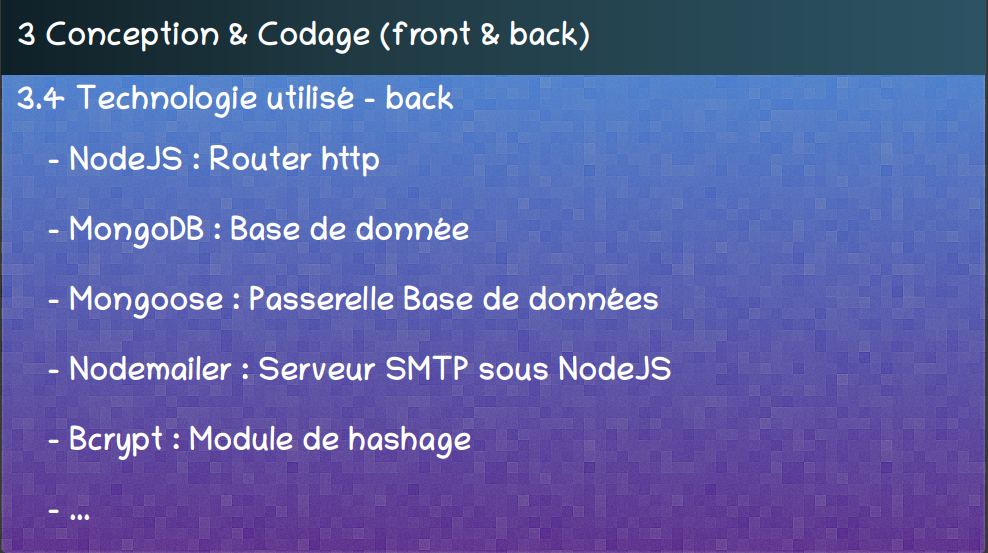 3 Conception & Codage (front & back)
3.4 Technologie utilisé - back
- NodeJS : Router http
- MongoDB : Base de donnée
- Mongoose : Passerelle Base de données
- Nodemailer : Serveur SMTP sous NodeJS
- Bcrypt : Module de hashage
- ...